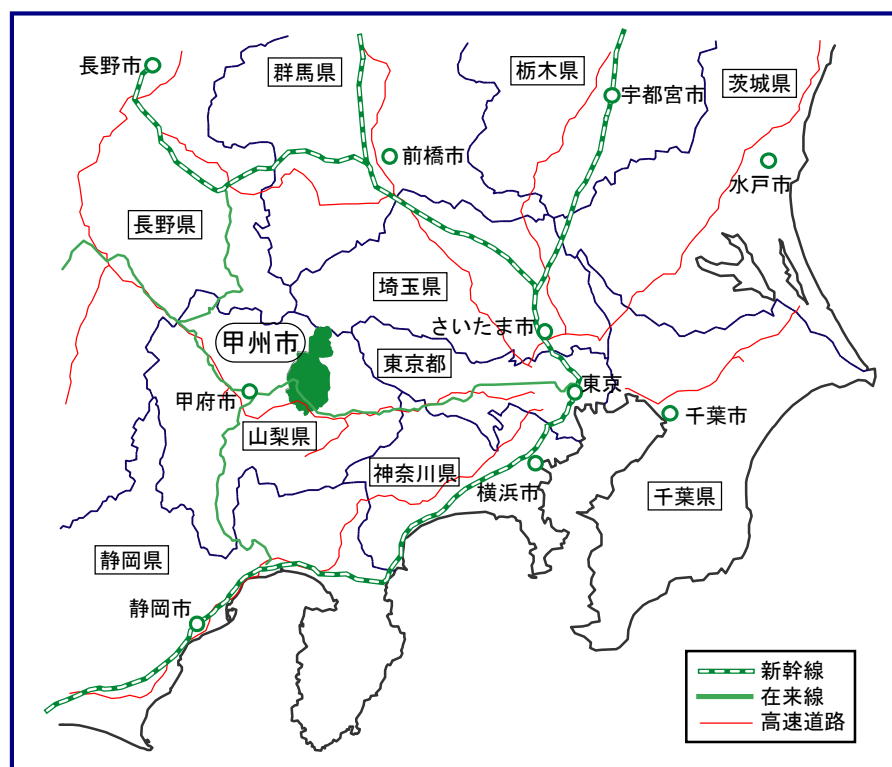 長野市
群馬県
栃木県
茨城県
宇都宮市
前橋市
水戸市
長野県
埼玉県
さいたま市
甲州市
東京都
甲府市
東京
千葉市
山梨県
神奈川県
横浜市
千葉県
静岡県
静岡市
新幹線
在来線
高速道路